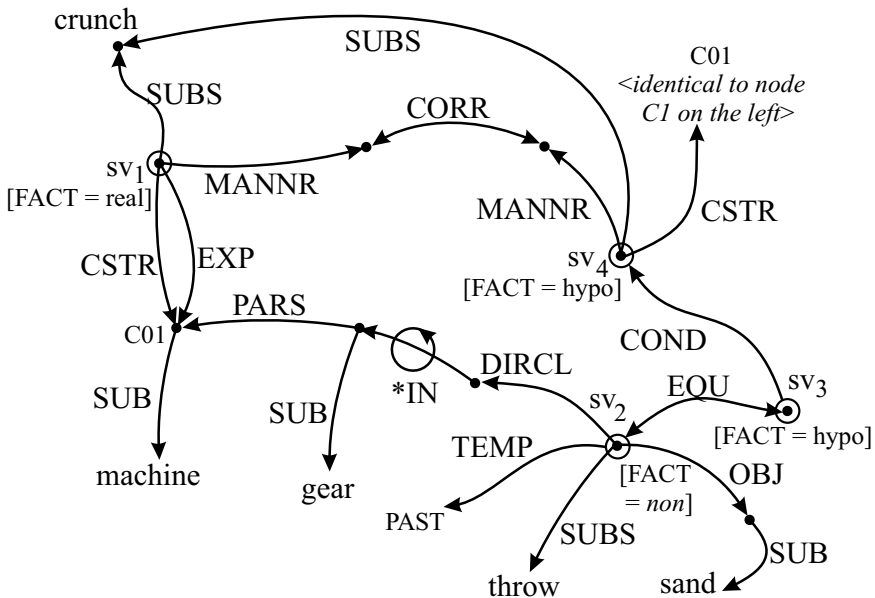 crunch
SUBS
C01
<identical to node
C1 on the left>
SUBS
CORR
sv1
[FACT = real]
MANNR
MANNR
CSTR
CSTR
EXP
sv4
[FACT = hypo]
PARS
C01
COND
DIRCL
*IN
SUB
SUB
sv2
EQU
sv3
[FACT = hypo]
TEMP
[FACT
= non]
OBJ
machine
gear
PAST
SUBS
SUB
throw
sand